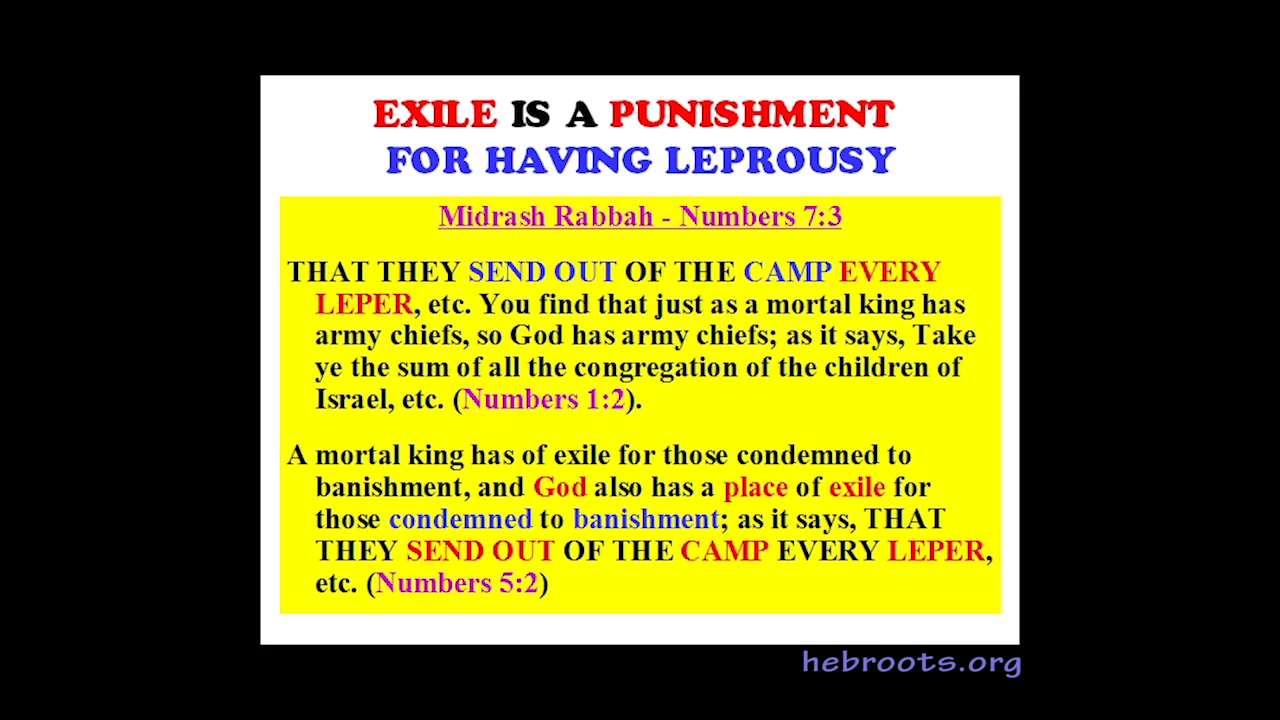 EXILE IS A PUNISHMENT
FOR HAVING LEPROUSY
Midrash Rabbah - Numbers 7:3
THAT THEY SEND OUT OF THE CAMP EVERY
LEPER, etc. You find that just as a mortal king has
army chiefs, so God has army chiefs; as it says, Take
ye the sum of all the congregation of the children of
Israel, etc. (Numbers 1:2).
A mortal king has of exile for those condemned to
banishment, and God also has a place of exile for
those condemned to banishment; as it says, THAT
THEY SEND OUT OF THE CAMP EVERY LEPER,
etc. (Numbers 5:2)
hebroots.org